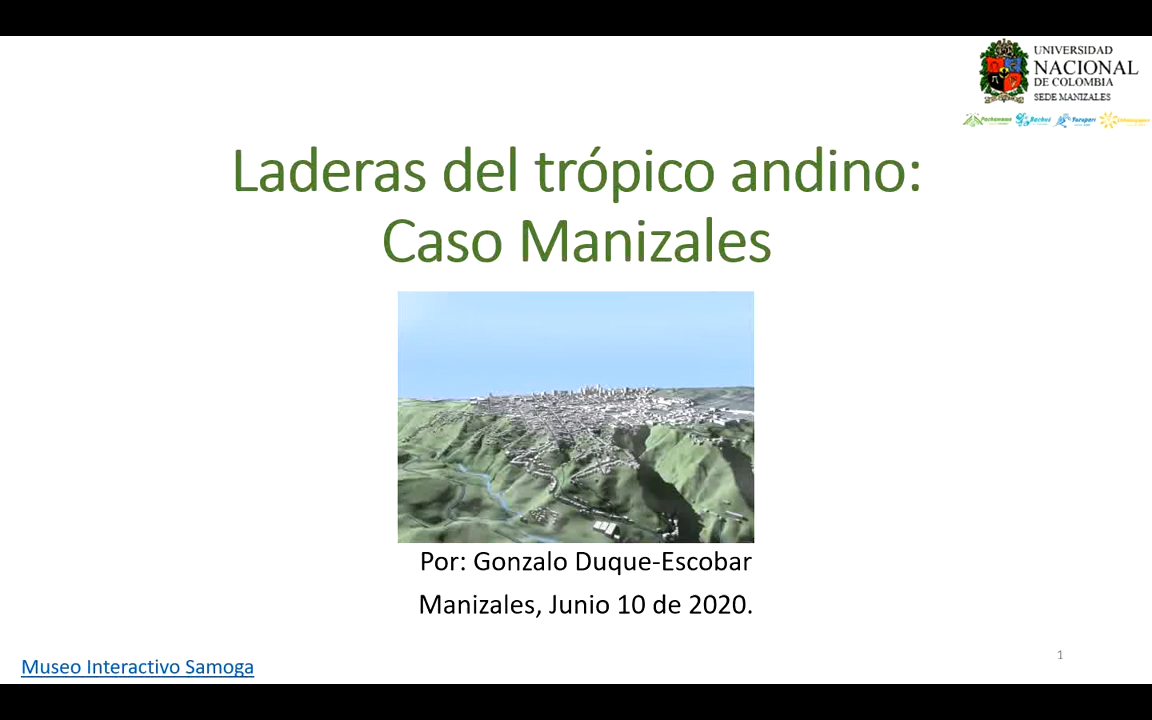 UNIVERSIDAD
NACIONAL
DE COLOMBIA
SEDE MANIZALES
Laderas del trópico andino:
Caso Manizales
Por: Gonzalo Duque-Escobar
Manizales, Junio 10 de 2020.
1
Museo Interactivo Samoga